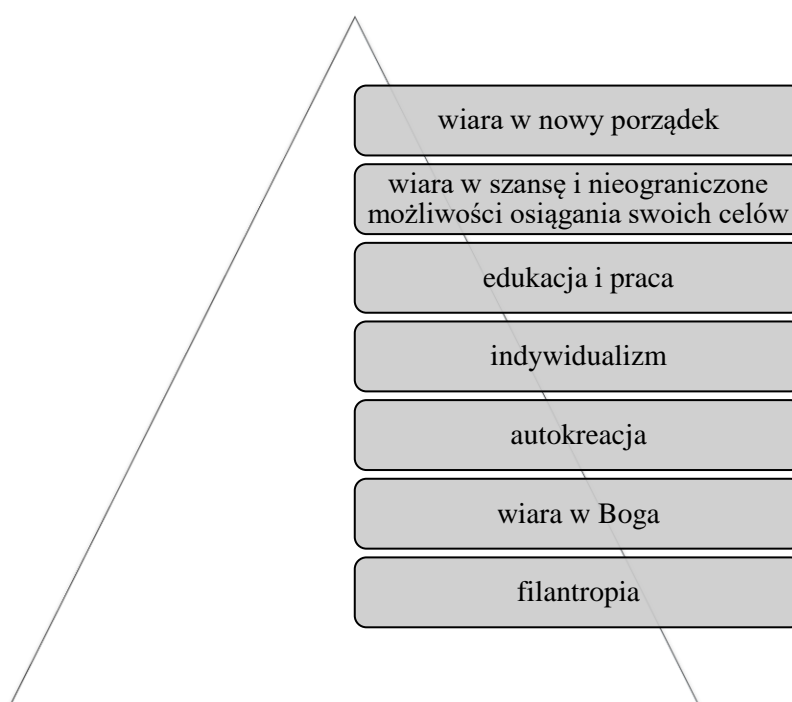 wiara w nowy porządek
wiara w szansę i nieograniczone
możliwości osiągania swoich celów
edukacja i praca
indywidualizm
autokreacja
wiara w Boga
filantropia